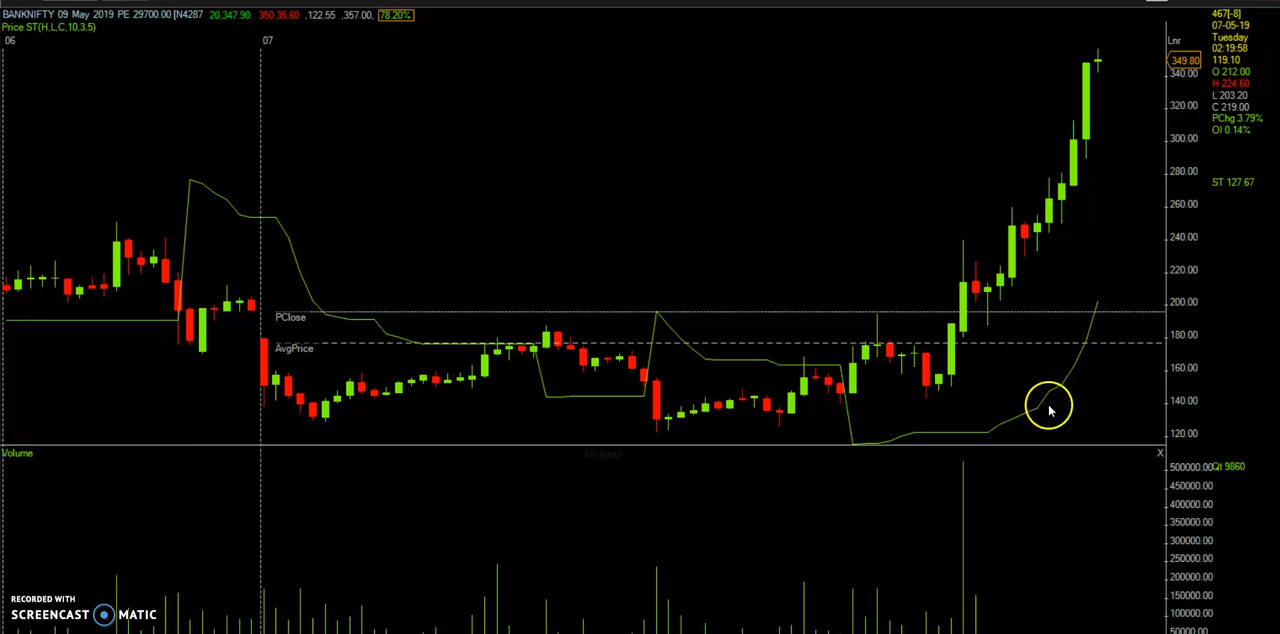 BANKNIFTY 09 May 2019 PE 29700.00 [N4287 20,347.90 350.35.60 ,122.55 ,357.00, 78.20%
Price ST(H,L,C,10,3,5)
06
07
Lnr
349.80
340.00
320.00
300.00
280.00
260.00
240.00
220.00
200.00
180.00
160.00
140.00
120.00
PClose
AvgPrice
467[-8]
07-05-19
Tuesday
02:19:58
119.10
O 212.00
H 224.60
L 203.20
C 219.00
PChg 3.79%
OI 0.14%
ST 127.67
Volume
X
500000.00
Qt 9860
450000.00
400000.00
350000.00
300000.00
250000.00
200000.00
150000.00
100000.00
50000.00
RECORDED WITH
SCREENCAST MATIC